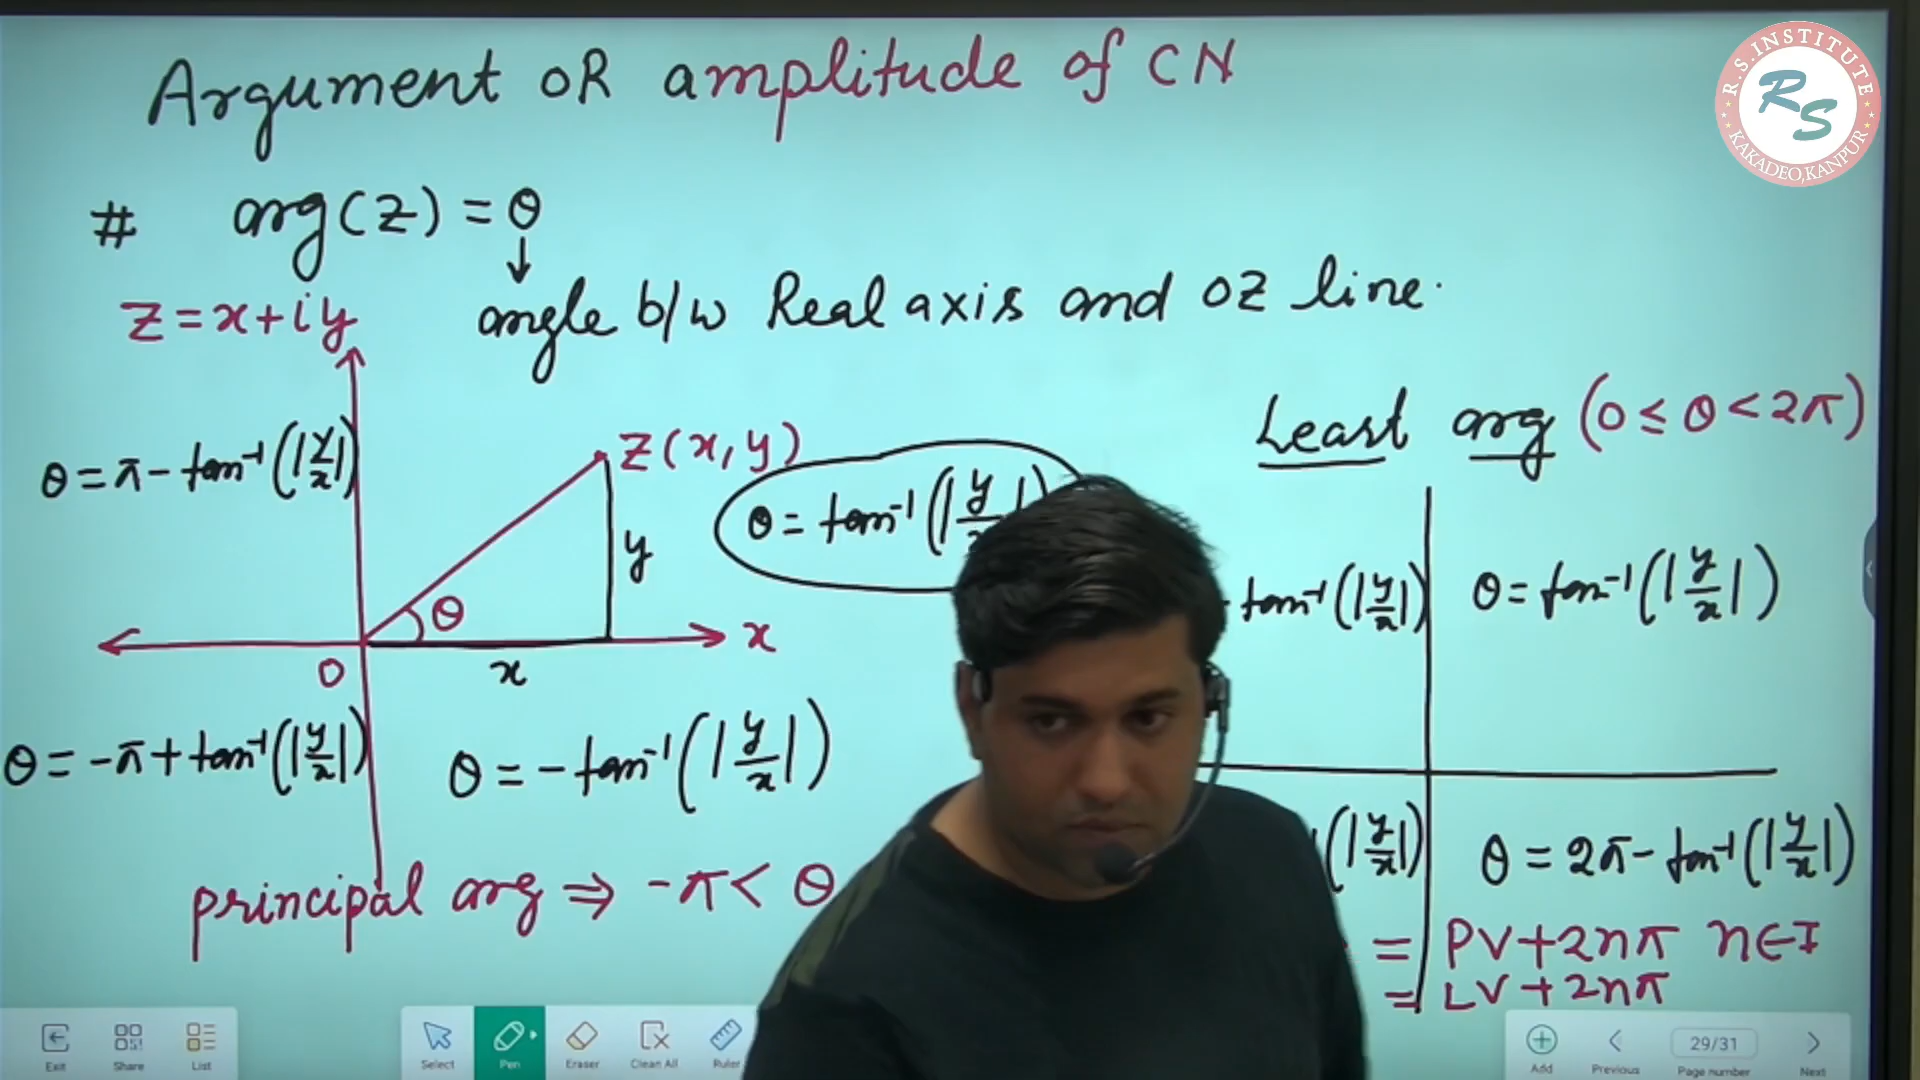 Argument OR amplitude of CN
R.S. INSTITUTE
RS
KAKADEO, KANPUR
# arg(z) = θ
↓
z = x+iy
angle b/w Real axis and OZ line.
Least arg (0 ≤ θ < 2π)
θ = π - tan⁻¹(|y/x|)
z(x,y)
θ = tan⁻¹(|y/
y
θ
x
0
x
tan⁻¹(|y/x|)
θ = tan⁻¹(|y/x|)
θ = -π + tan⁻¹(|y/x|)
θ = -tan⁻¹(|y/x|)
(|y/x|)
θ = 2π - tan⁻¹(|y/x|)
principal arg ⇒ -π < θ
= PV + 2nπ n∈I
= LV + 2nπ
Exit
Share
List
Select
Pen
Eraser
Clean All
Ruler
Add
Previous
29/31
Page number
Next